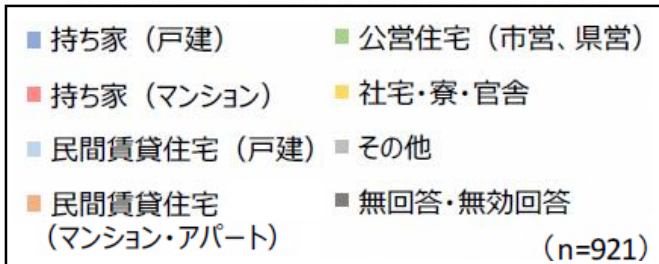 持ち家（戸建）
持ち家（マンション）
民間賃貸住宅（戸建）
民間賃貸住宅
（マンション・アパート）
公営住宅（市営、県営）
社宅・寮・官舎
その他
無回答・無効回答
（n=921）